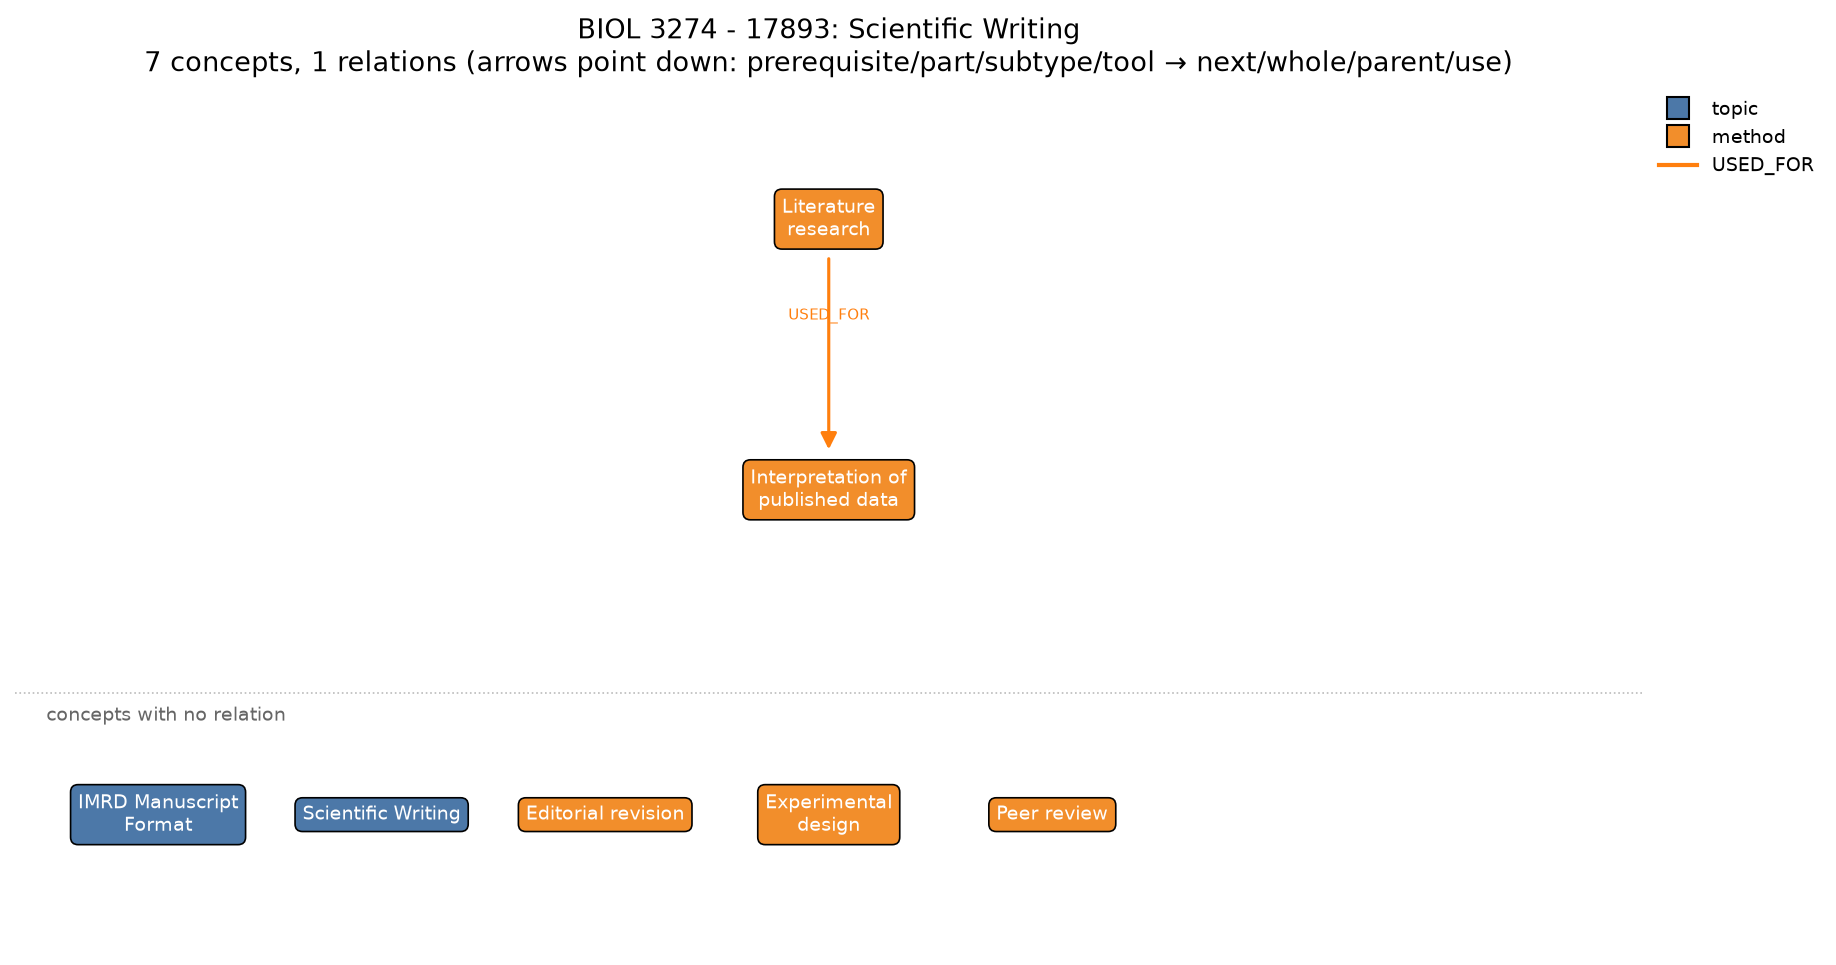 BIOL 3274 - 17893: Scientific Writing
7 concepts, 1 relations (arrows point down: prerequisite/part/subtype/tool → next/whole/parent/use)
topic
method
USED_FOR
Literature
research
USED_FOR
Interpretation of
published data
concepts with no relation
IMRD Manuscript
Format
Scientific Writing
Editorial revision
Experimental
design
Peer review